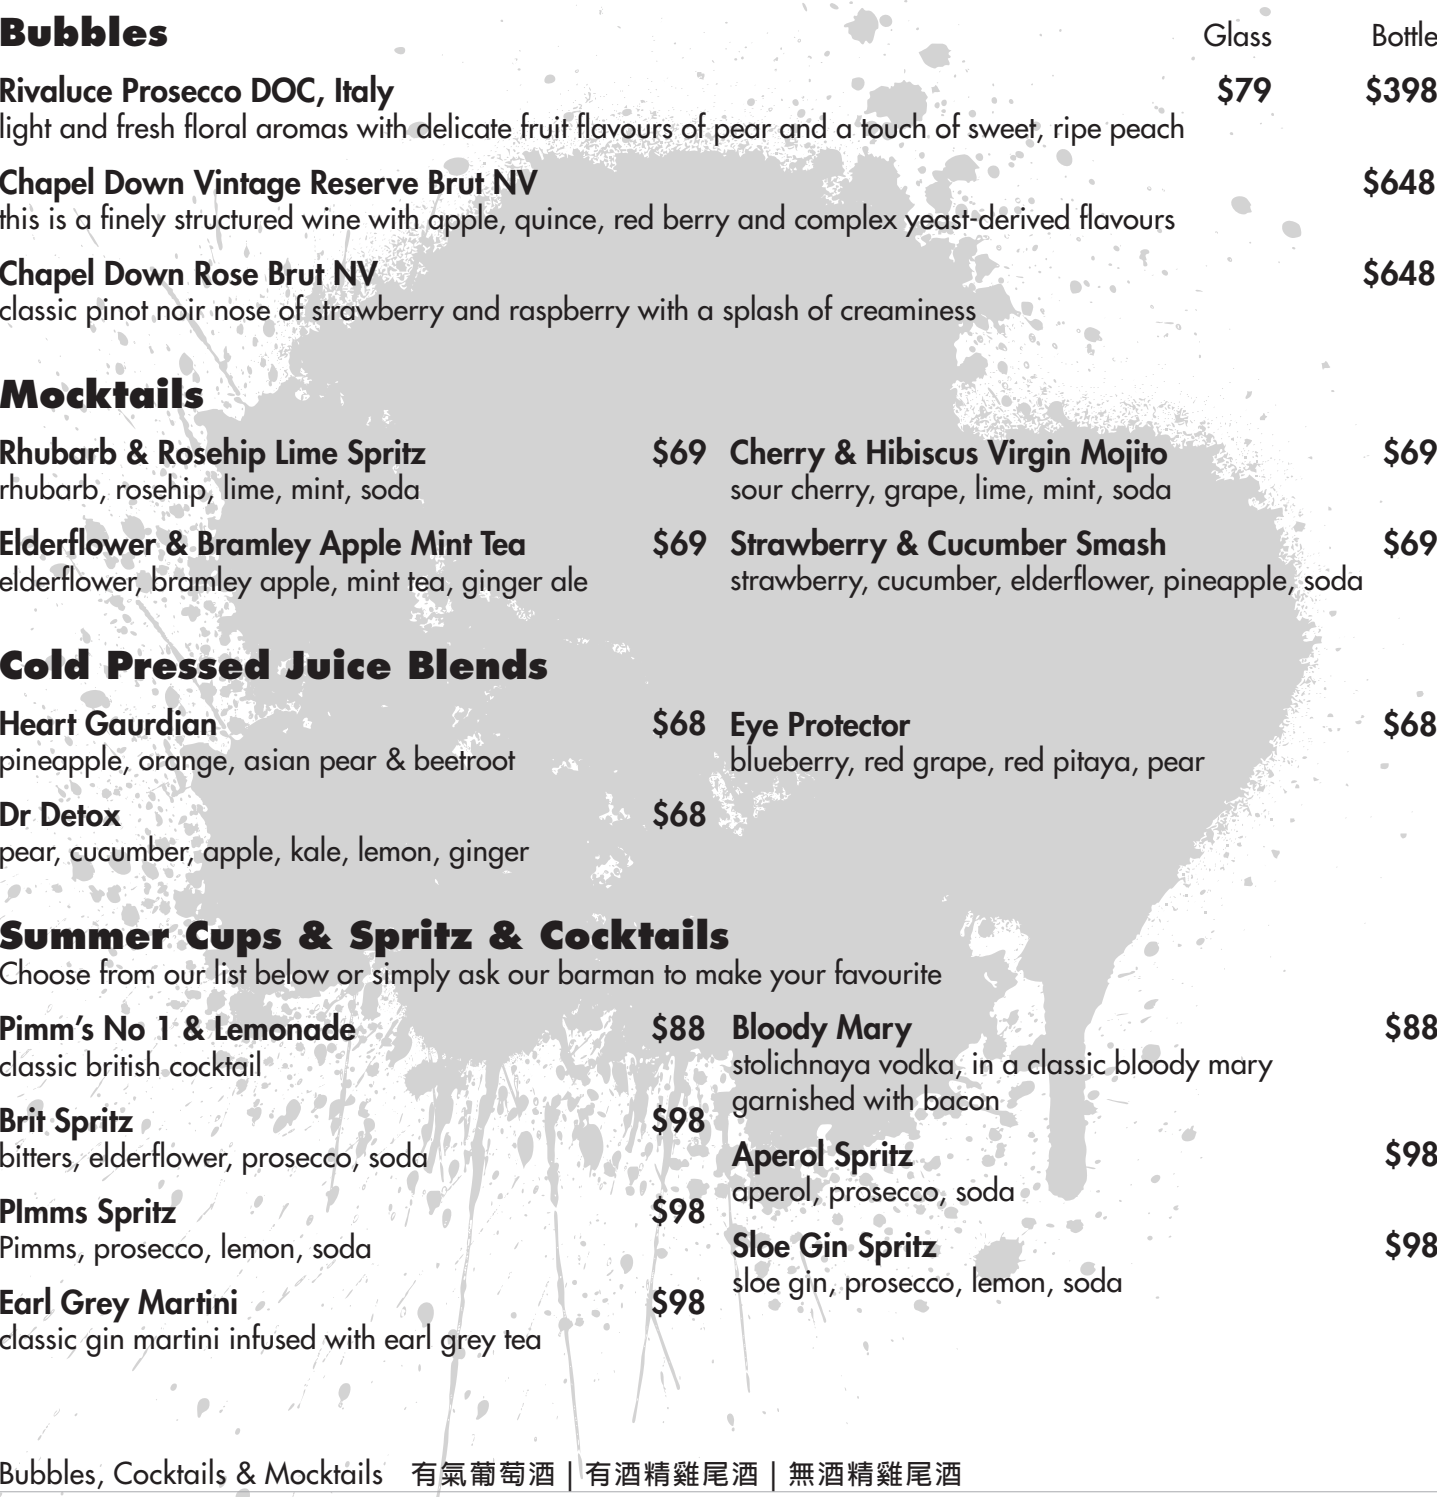 Bubbles Glass Bottle
Rivaluce Prosecco DOC, Italy $79 $398
light and fresh floral aromas with delicate fruit flavours of pear and a touch of sweet, ripe peach
Chapel Down Vintage Reserve Brut NV $648
this is a finely structured wine with apple, quince, red berry and complex yeast-derived flavours
Chapel Down Rose Brut NV $648
classic pinot noir nose of strawberry and raspberry with a splash of creaminess
Mocktails
Rhubarb & Rosehip Lime Spritz $69
rhubarb, rosehip, lime, mint, soda
Elderflower & Bramley Apple Mint Tea $69
elderflower, bramley apple, mint tea, ginger ale
Cherry & Hibiscus Virgin Mojito $69
sour cherry, grape, lime, mint, soda
Strawberry & Cucumber Smash $69
strawberry, cucumber, elderflower, pineapple, soda
Cold Pressed Juice Blends
Heart Gaurdian $68
pineapple, orange, asian pear & beetroot
Dr Detox $68
pear, cucumber, apple, kale, lemon, ginger
Eye Protector $68
blueberry, red grape, red pitaya, pear
Summer Cups & Spritz & Cocktails
Choose from our list below or simply ask our barman to make your favourite
Pimm's No 1 & Lemonade $88
classic british cocktail
Brit Spritz $98
bitters, elderflower, prosecco, soda
PImms Spritz $98
Pimms, prosecco, lemon, soda
Earl Grey Martini $98
classic gin martini infused with earl grey tea
Bloody Mary $88
stolichnaya vodka, in a classic bloody mary
garnished with bacon
Aperol Spritz $98
aperol, prosecco, soda
Sloe Gin Spritz $98
sloe gin, prosecco, lemon, soda
Bubbles, Cocktails & Mocktails 有氣葡萄酒 | 有酒精雞尾酒 | 無酒精雞尾酒